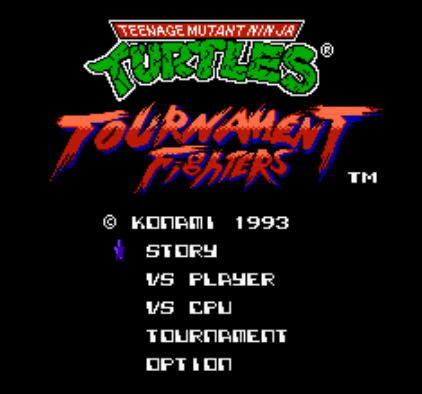 TEENAGE MUTANT NINJA
TURTLES®
TOURNAMENT
FIGHTERS
TM
© KONAMI 1993
STORY
VS PLAYER
VS CPU
TOURNAMENT
OPTION